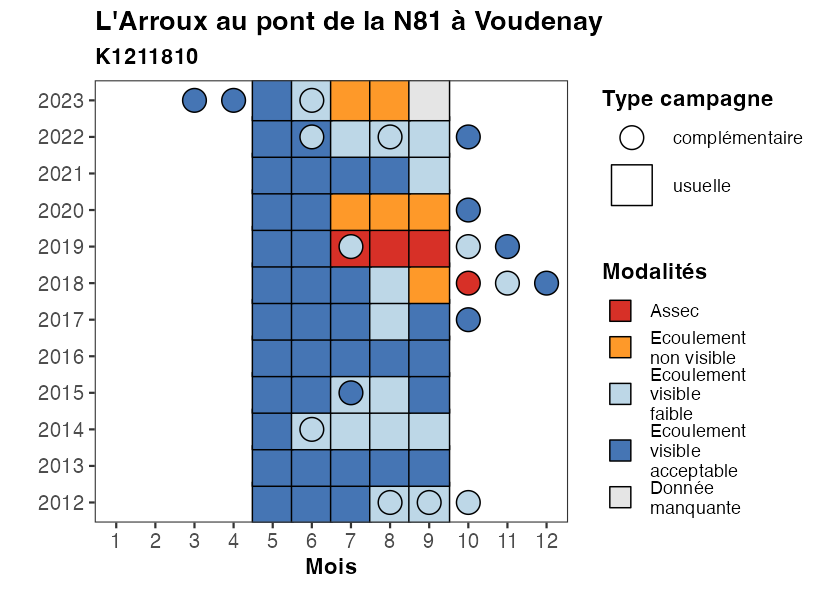 L'Arroux au pont de la N81 à Voudenay
K1211810
2023
2022
2021
2020
2019
2018
2017
2016
2015
2014
2013
2012
1 2 3 4 5 6 7 8 9 10 11 12
Mois
Type campagne
complémentaire
usuelle
Modalités
Assec
Ecoulement
non visible
Ecoulement
visible
faible
Ecoulement
visible
acceptable
Donnée
manquante